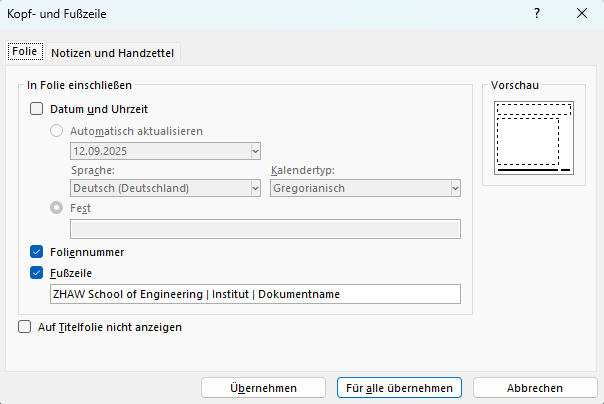 Kopf- und Fußzeile
Folie Notizen und Handzettel
In Folie einschließen
Vorschau
Datum und Uhrzeit
Automatisch aktualisieren
12.09.2025
Sprache: Kalendertyp:
Deutsch (Deutschland) Gregorianisch
Fest
Foliennummer
Fußzeile
ZHAW School of Engineering | Institut | Dokumentname
Auf Titelfolie nicht anzeigen
Übernehmen Für alle übernehmen Abbrechen